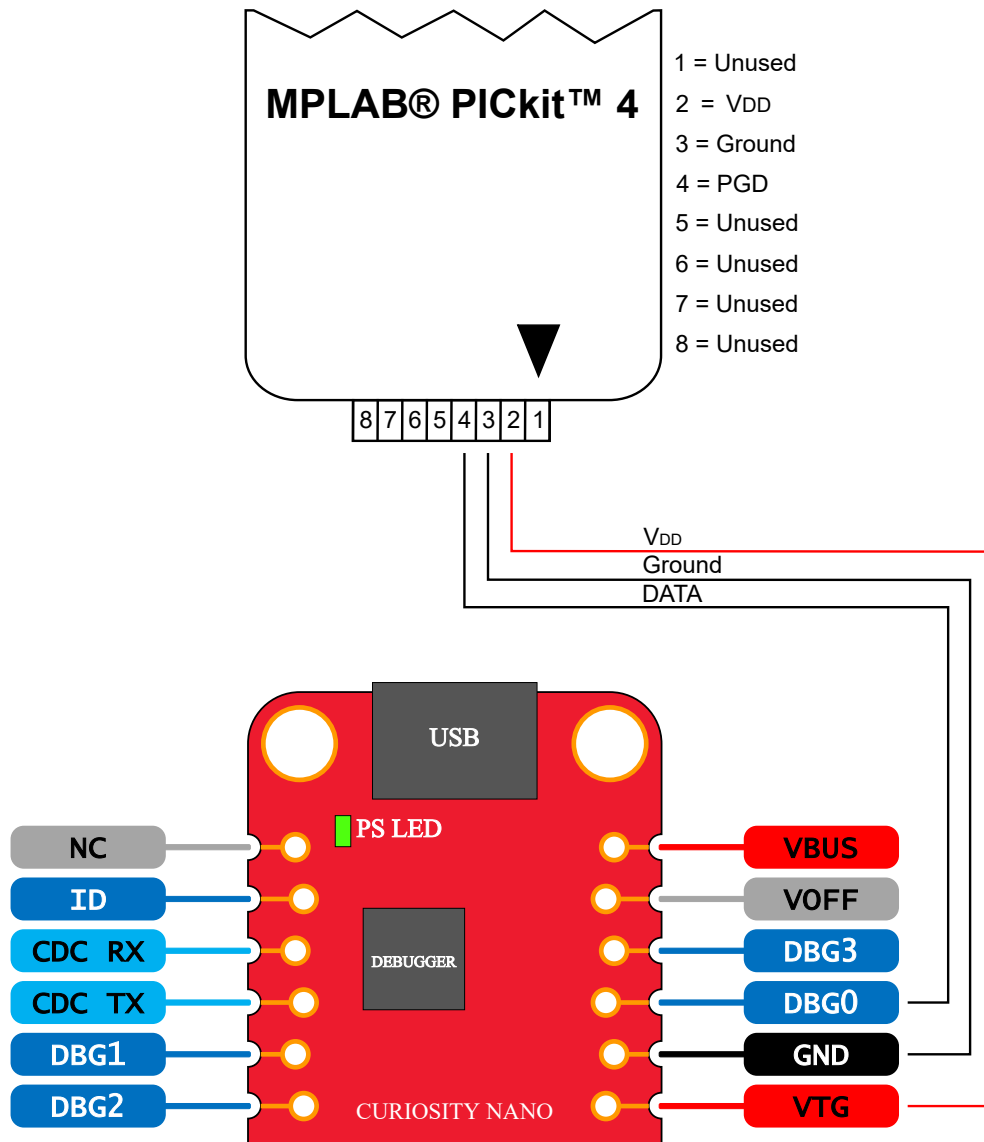 MPLAB® PICkit™ 4
1 = Unused
2 = VDD
3 = Ground
4 = PGD
5 = Unused
6 = Unused
7 = Unused
8 = Unused
8 7 6 5 4 3 2 1
VDD
Ground
DATA
USB
PS LED
NC
ID
CDC RX
CDC TX
DBG1
DBG2
DEBUGGER
VBUS
VOFF
DBG3
DBG0
GND
VTG
CURIOSITY NANO